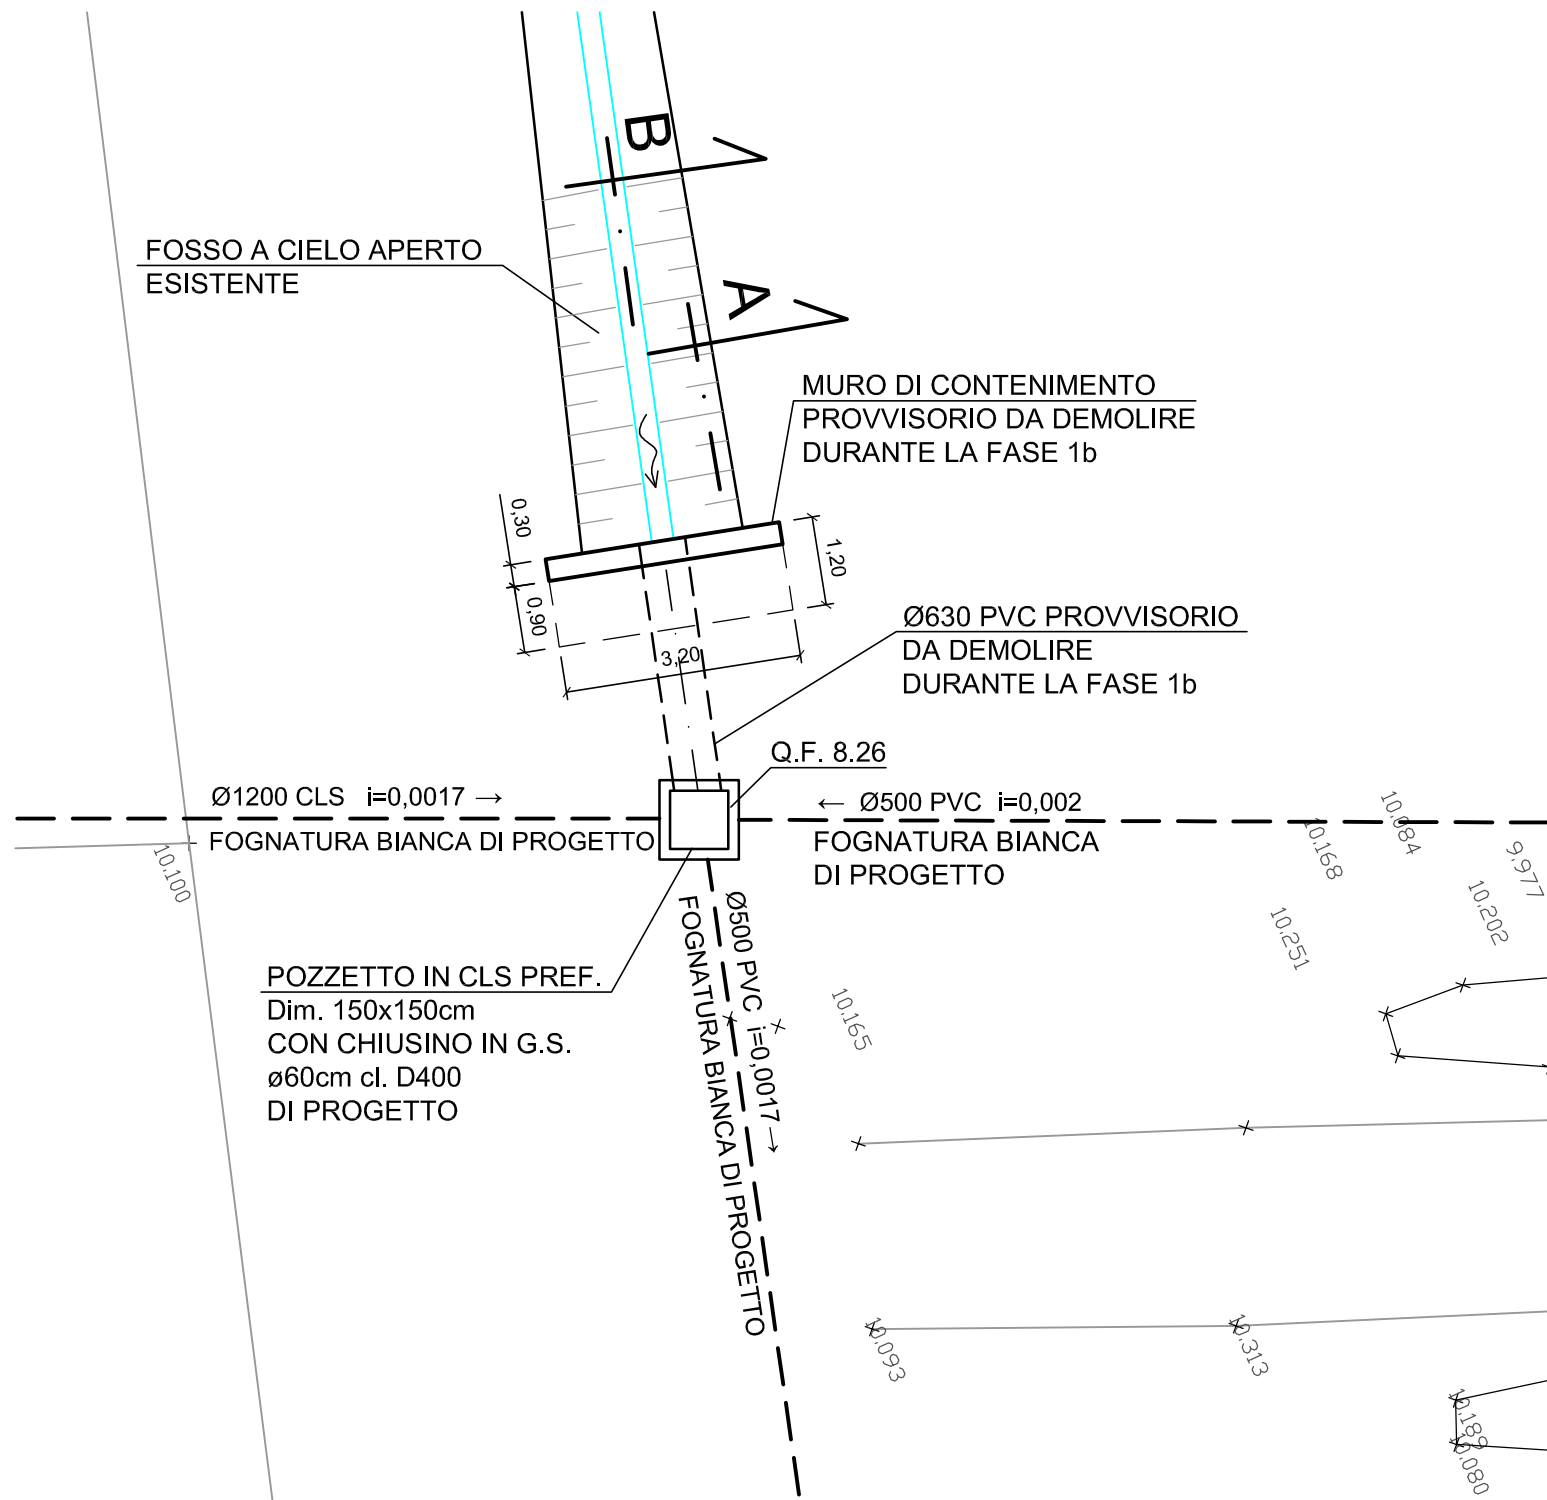 B
FOSSO A CIELO APERTO
ESISTENTE
A
MURO DI CONTENIMENTO
PROVVISORIO DA DEMOLIRE
DURANTE LA FASE 1b
0,30
1,20
0,90
3,20
Ø630 PVC PROVVISORIO
DA DEMOLIRE
DURANTE LA FASE 1b
Q.F. 8.26
Ø1200 CLS i=0,0017 →
FOGNATURA BIANCA DI PROGETTO
← Ø500 PVC i=0,002
FOGNATURA BIANCA
DI PROGETTO
10.100
10.084
10.168
9.977
10.202
10.251
Ø500 PVC i=0,0017 →
FOGNATURA BIANCA DI PROGETTO
POZZETTO IN CLS PREF.
Dim. 150x150cm
CON CHIUSINO IN G.S.
ø60cm cl. D400
DI PROGETTO
10.165
10.093
10.313
10.189
10.080